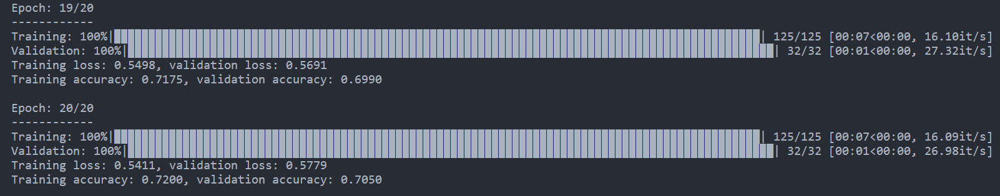 Epoch: 19/20
------------
Training: 100%|██████████████████████████████████████████████████████████████████████████████████████████████| 125/125 [00:07<00:00, 16.10it/s]
Validation: 100%|██████████████████████████████████████████████████████████████████████████████████████████████| 32/32 [00:01<00:00, 27.32it/s]
Training loss: 0.5498, validation loss: 0.5691
Training accuracy: 0.7175, validation accuracy: 0.6990
Epoch: 20/20
------------
Training: 100%|██████████████████████████████████████████████████████████████████████████████████████████████| 125/125 [00:07<00:00, 16.09it/s]
Validation: 100%|██████████████████████████████████████████████████████████████████████████████████████████████| 32/32 [00:01<00:00, 26.98it/s]
Training loss: 0.5411, validation loss: 0.5779
Training accuracy: 0.7200, validation accuracy: 0.7050